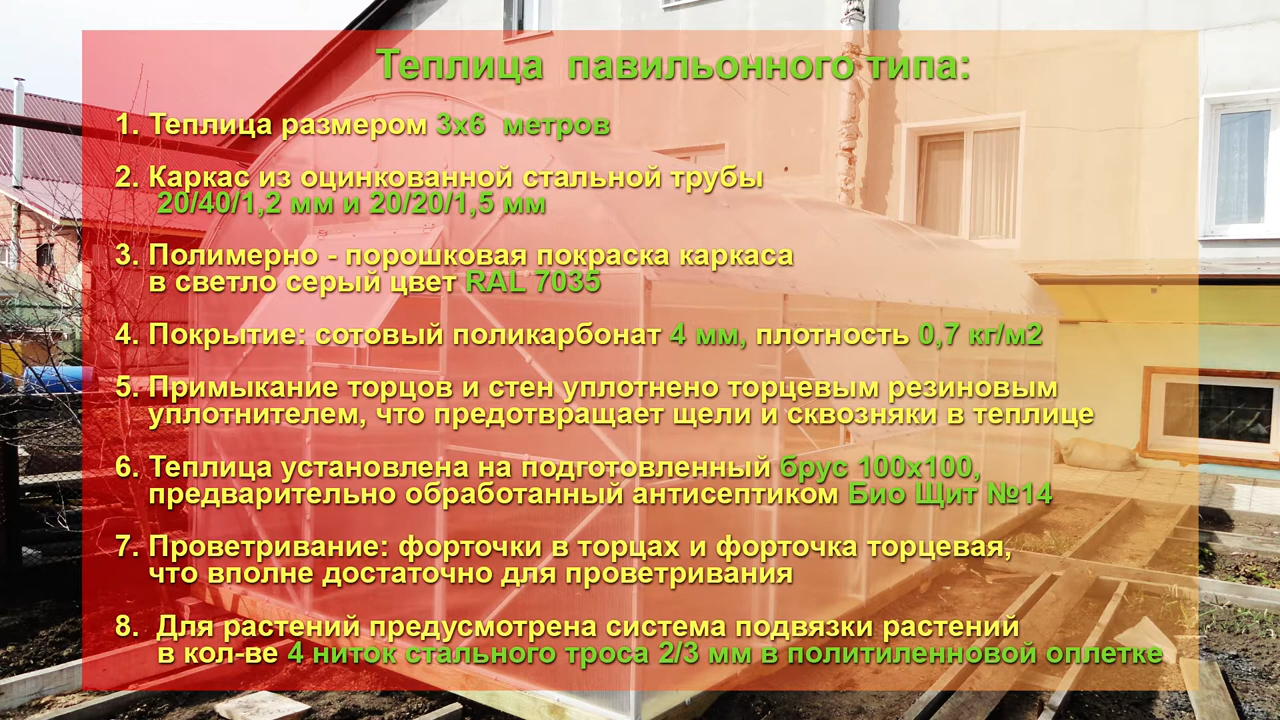 Теплица павильонного типа:
1. Теплица размером 3х6 метров
2. Каркас из оцинкованной стальной трубы
20/40/1,2 мм и 20/20/1,5 мм
3. Полимерно - порошковая покраска каркаса
в светло серый цвет RAL 7035
4. Покрытие: сотовый поликарбонат 4 мм, плотность 0,7 кг/м2
5. Примыкание торцов и стен уплотнено торцевым резиновым
уплотнителем, что предотвращает щели и сквозняки в теплице
6. Теплица установлена на подготовленный брус 100х100,
предварительно обработанный антисептиком Био Щит №14
7. Проветривание: форточки в торцах и форточка торцевая,
что вполне достаточно для проветривания
8. Для растений предусмотрена система подвязки растений
в кол-ве 4 ниток стального троса 2/3 мм в политиленновой оплетке